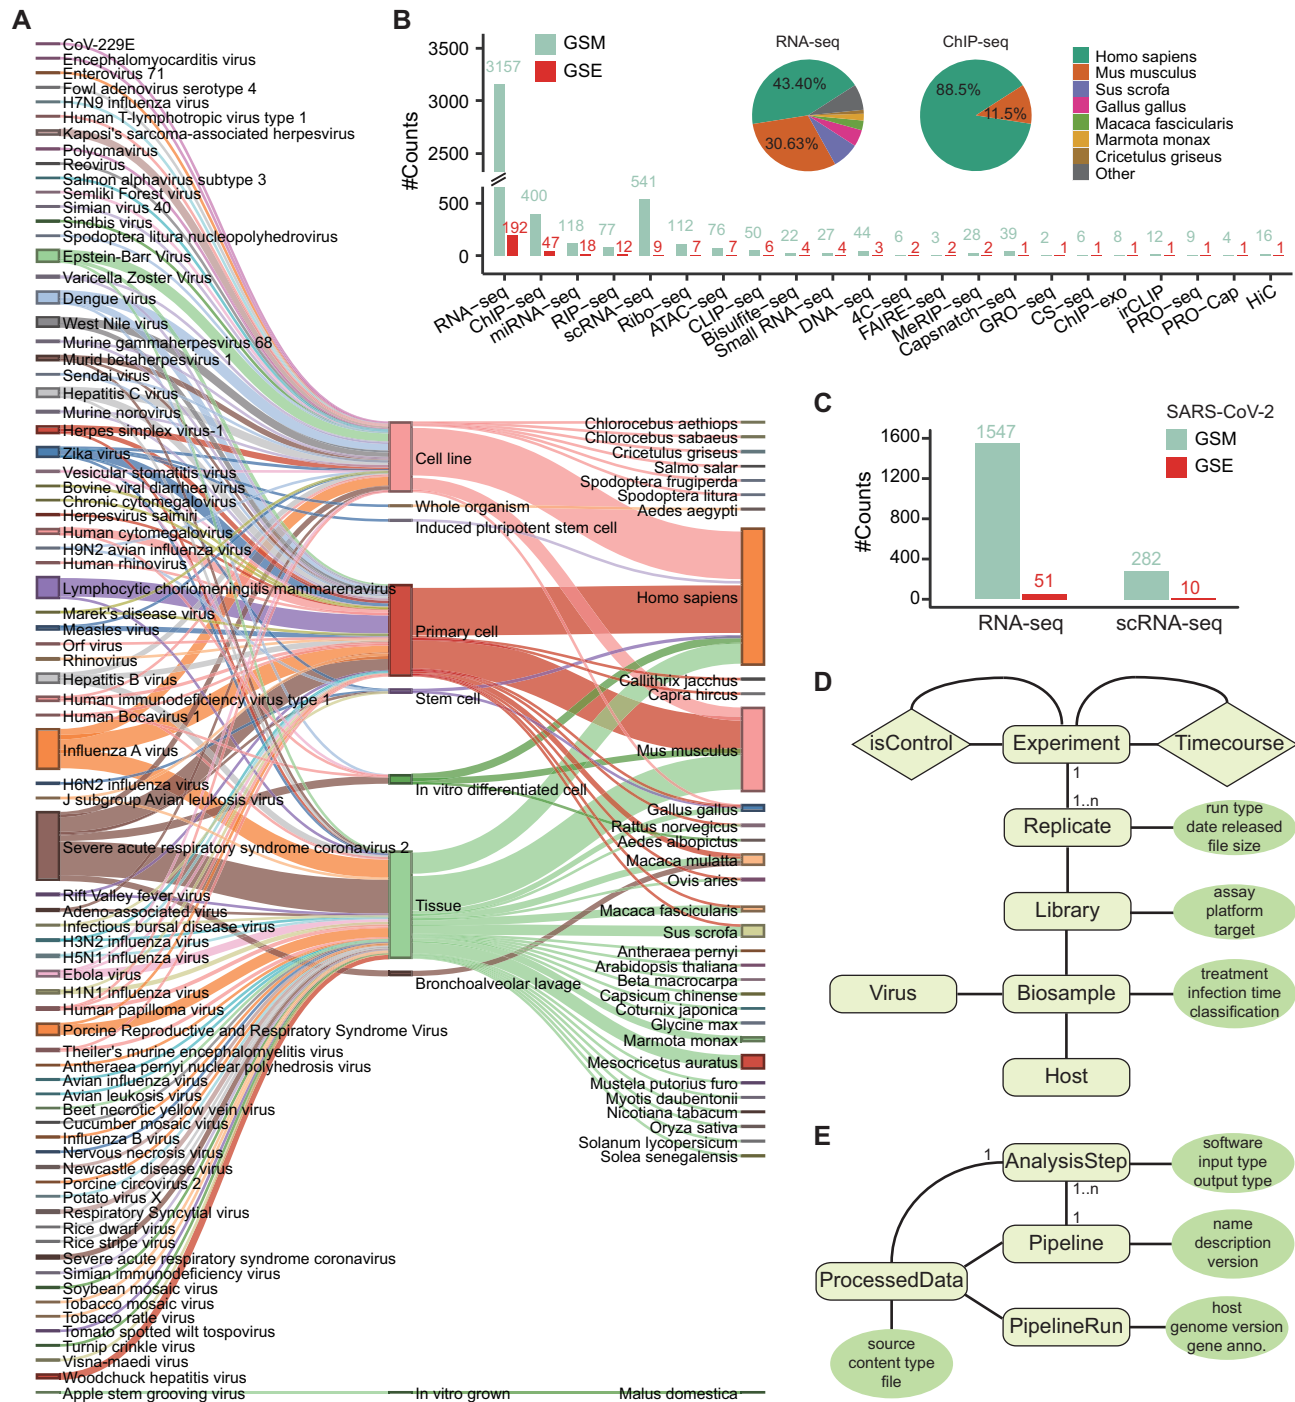 A
CoV-229E
Encephalomyocarditis virus
Enterovirus 71
Fowl adenovirus serotype 4
H7N9 influenza virus
Human T-lymphotropic virus type 1
Kaposi's sarcoma-associated herpesvirus
Polyomavirus
Reovirus
Salmon alphavirus subtype 3
Semliki Forest virus
Simian virus 40
Sindbis virus
Spodoptera litura nucleopolyhedrovirus
Epstein-Barr Virus
Varicella Zoster Virus
Dengue virus
West Nile virus
Murine gammaherpesvirus 68
Murid betaherpesvirus 1
Sendai virus
Hepatitis C virus
Murine norovirus
Herpes simplex virus-1
Zika virus
Vesicular stomatitis virus
Bovine viral diarrhea virus
Chronic cytomegalovirus
Herpesvirus saimiri
Human cytomegalovirus
H9N2 avian influenza virus
Human rhinovirus
Lymphocytic choriomeningitis mammarenavirus
Marek's disease virus
Measles virus
Orf virus
Rhinovirus
Hepatitis B virus
Human immunodeficiency virus type 1
Human Bocavirus 1
Influenza A virus
H6N2 influenza virus
J subgroup Avian leukosis virus
Severe acute respiratory syndrome coronavirus 2
Rift Valley fever virus
Adeno-associated virus
Infectious bursal disease virus
H3N2 influenza virus
H5N1 influenza virus
Ebola virus
H1N1 influenza virus
Human papilloma virus
Porcine Reproductive and Respiratory Syndrome Virus
Theiler's murine encephalomyelitis virus
Antheraea pernyi nuclear polyhedrosis virus
Avian influenza virus
Avian leukosis virus
Beet necrotic yellow vein virus
Cucumber mosaic virus
Influenza B virus
Nervous necrosis virus
Newcastle disease virus
Porcine circovirus 2
Potato virus X
Respiratory Syncytial virus
Rice dwarf virus
Rice stripe virus
Severe acute respiratory syndrome coronavirus
Simian immunodeficiency virus
Soybean mosaic virus
Tobacco mosaic virus
Tobacco ratle virus
Tomato spotted wilt tospovirus
Turnip crinkle virus
Visna-maedi virus
Woodchuck hepatitis virus
Apple stem grooving virus
Cell line
Whole organism
Induced pluripotent stem cell
Primary cell
Stem cell
In vitro differentiated cell
Tissue
Bronchoalveolar lavage
In vitro grown
Chlorocebus aethiops
Chlorocebus sabaeus
Cricetulus griseus
Salmo salar
Spodoptera frugiperda
Spodoptera litura
Aedes aegypti
Homo sapiens
Callithrix jacchus
Capra hircus
Mus musculus
Gallus gallus
Rattus norvegicus
Aedes albopictus
Macaca mulatta
Ovis aries
Macaca fascicularis
Sus scrofa
Antheraea pernyi
Arabidopsis thaliana
Beta macrocarpa
Capsicum chinense
Coturnix japonica
Glycine max
Marmota monax
Mesocricetus auratus
Mustela putorius furo
Myotis daubentonii
Nicotiana tabacum
Oryza sativa
Solanum lycopersicum
Solea senegalensis
Malus domestica
B
#Counts
3500
3000
2500
500
0
GSM
GSE
3157
192
400
47
118
18
77
12
541
9
112
7
76
7
50
6
22
4
27
4
44
3
6
2
3
2
28
2
39
1
2
1
6
1
8
1
12
1
9
1
4
1
16
1
RNA-seq
ChIP-seq
miRNA-seq
RIP-seq
scRNA-seq
Ribo-seq
ATAC-seq
CLIP-seq
Bisulfite-seq
Small RNA-seq
DNA-seq
4C-seq
FAIRE-seq
MeRIP-seq
Capsnatch-seq
GRO-seq
CS-seq
ChIP-exo
irCLIP
PRO-seq
PRO-Cap
HiC
RNA-seq
43.40%
30.63%
ChIP-seq
88.5%
11.5%
Homo sapiens
Mus musculus
Sus scrofa
Gallus gallus
Macaca fascicularis
Marmota monax
Cricetulus griseus
Other
C
SARS-CoV-2
GSM
GSE
#Counts
1600
1200
800
400
0
1547
51
282
10
RNA-seq
scRNA-seq
D
isControl
Experiment
Timecourse
1
1..n
Replicate
run type
date released
file size
Library
assay
platform
target
Virus
Biosample
treatment
infection time
classification
Host
E
1
AnalysisStep
software
input type
output type
1..n
1
Pipeline
name
description
version
ProcessedData
PipelineRun
host
genome version
gene anno.
source
content type
file